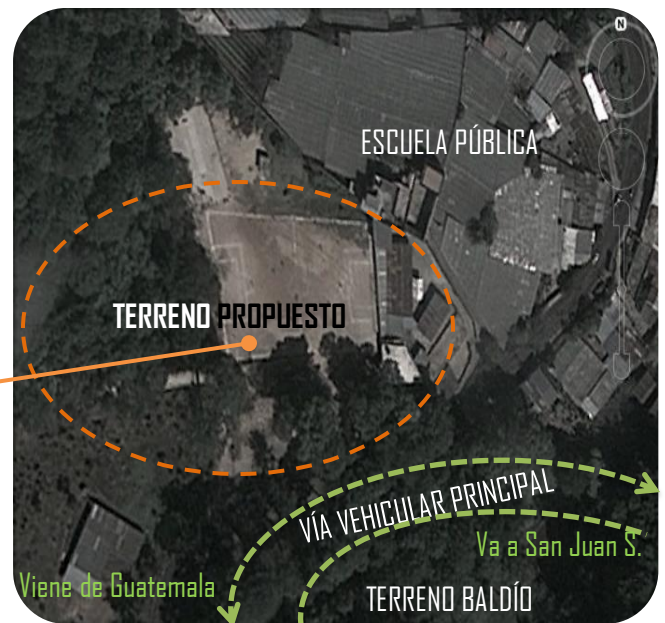 N
ESCUELA PÚBLICA
TERRENO PROPUESTO
VÍA VEHICULAR PRINCIPAL
Va a San Juan S.
Viene de Guatemala
TERRENO BALDÍO